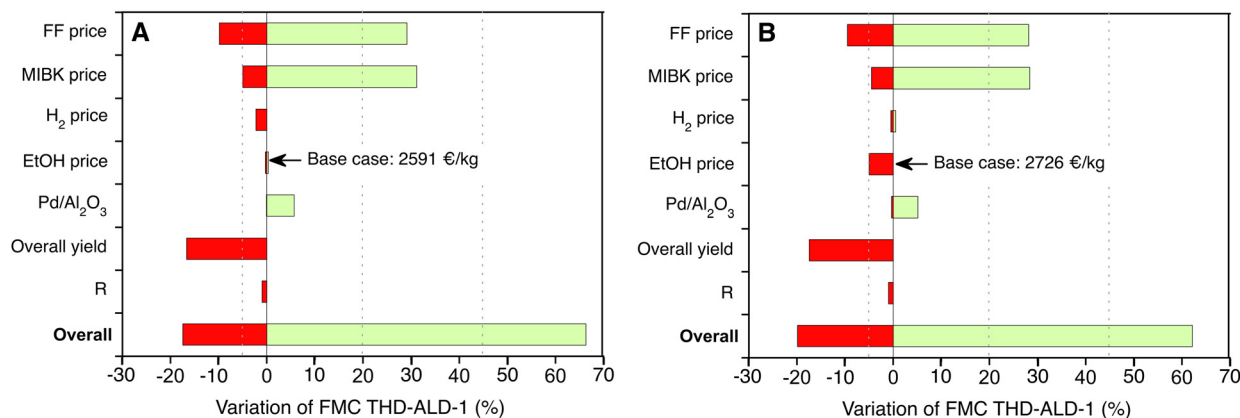 A
FF price
MIBK price
H₂ price
EtOH price
Base case: 2591 €/kg
Pd/Al₂O₃
Overall yield
R
Overall
-30 -20 -10 0 10 20 30 40 50 60 70
Variation of FMC THD-ALD-1 (%)
B
FF price
MIBK price
H₂ price
EtOH price
Base case: 2726 €/kg
Pd/Al₂O₃
Overall yield
R
Overall
-30 -20 -10 0 10 20 30 40 50 60 70
Variation of FMC THD-ALD-1 (%)